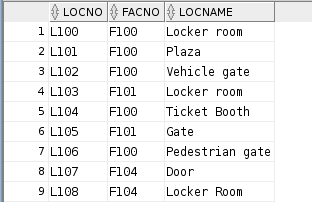 LOCNO FACNO LOCNAME
1 L100 F100 Locker room
2 L101 F100 Plaza
3 L102 F100 Vehicle gate
4 L103 F101 Locker room
5 L104 F100 Ticket Booth
6 L105 F101 Gate
7 L106 F100 Pedestrian gate
8 L107 F104 Door
9 L108 F104 Locker Room